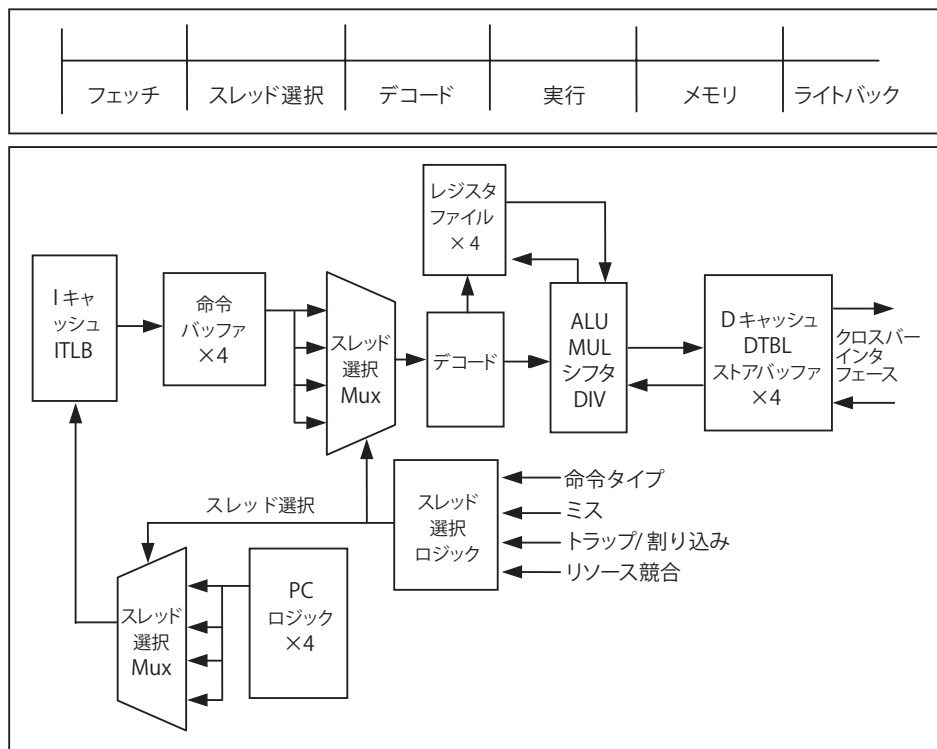 フェッチ
スレッド選択
デコード
実行
メモリ
ライトバック
レジスタ
ファイル
×4
I キャ
ッシュ
ITLB
命令
バッファ
×4
スレッド
選択
Mux
デコード
ALU
MUL
シフタ
DIV
D キャッシュ
DTBL
ストアバッファ
×4
クロスバー
インタ
フェース
スレッド選択
スレッド
選択
ロジック
命令タイプ
ミス
トラップ/割り込み
リソース競合
スレッド
選択
Mux
PC
ロジック
×4